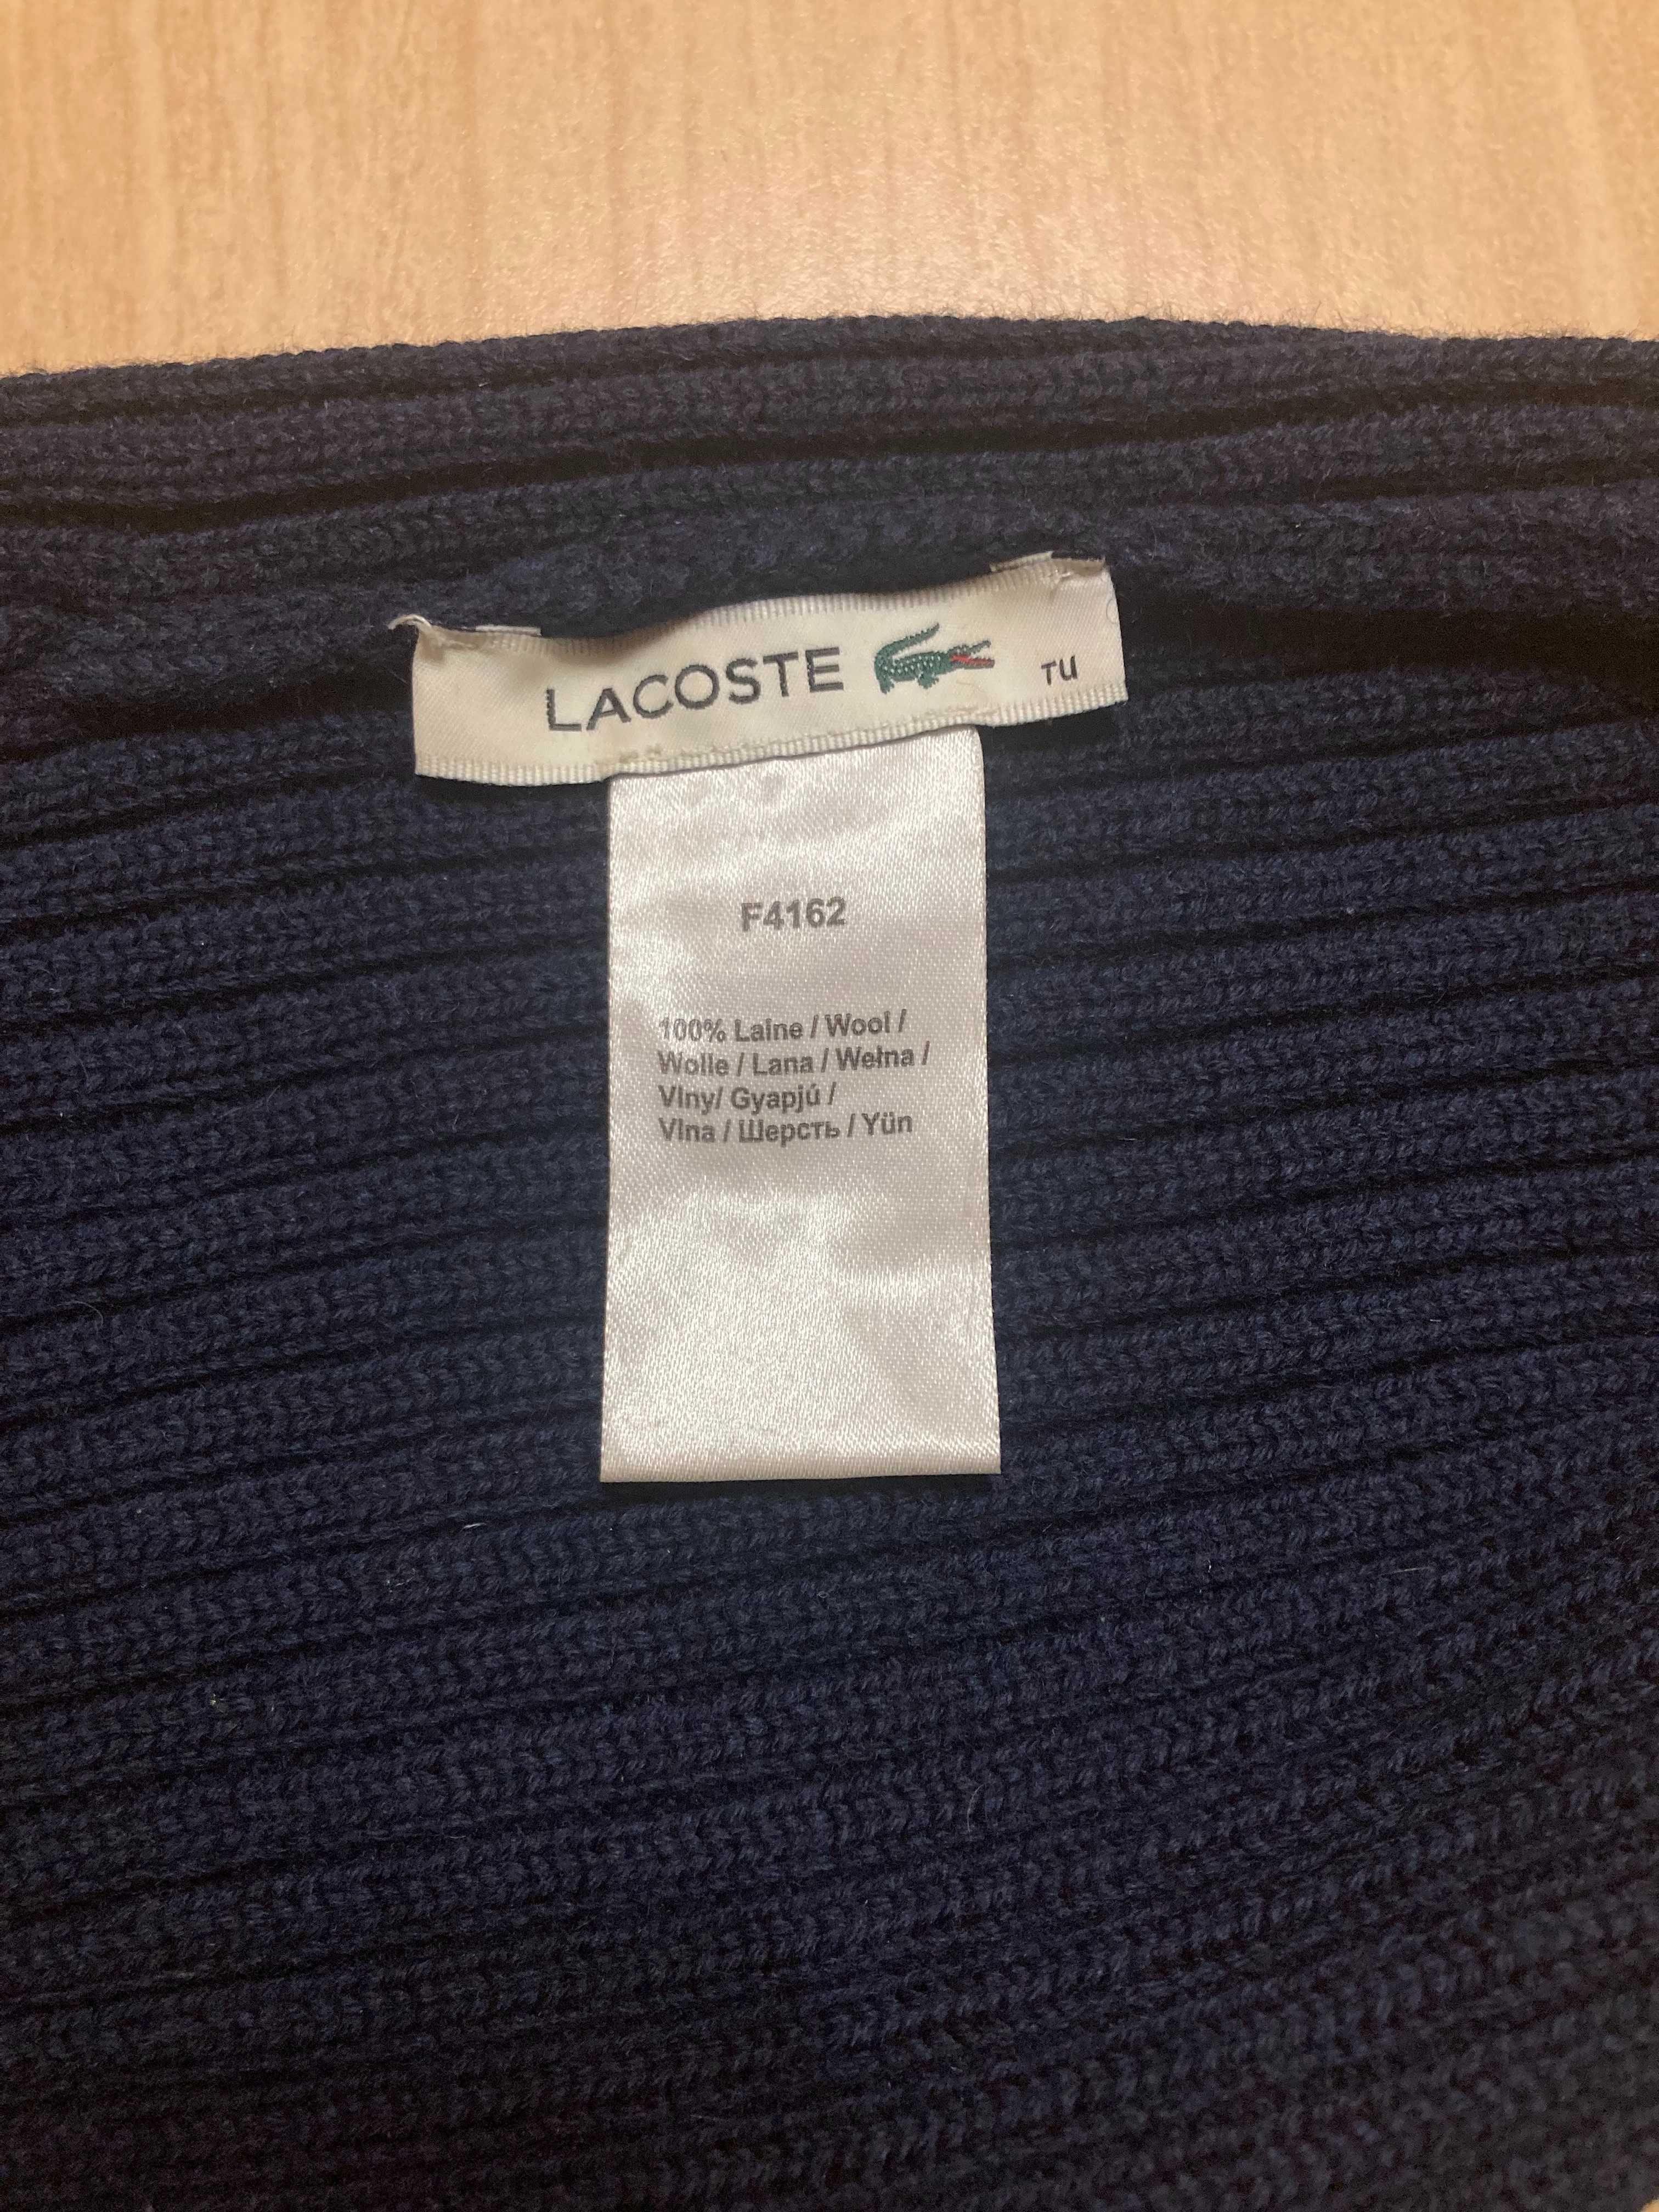 LACOSTE TU
F4162
100% Laine / Wool /
Wolle / Lana / Wełna /
Vlny/ Gyapjú /
Vlna / Шерсть / Yün